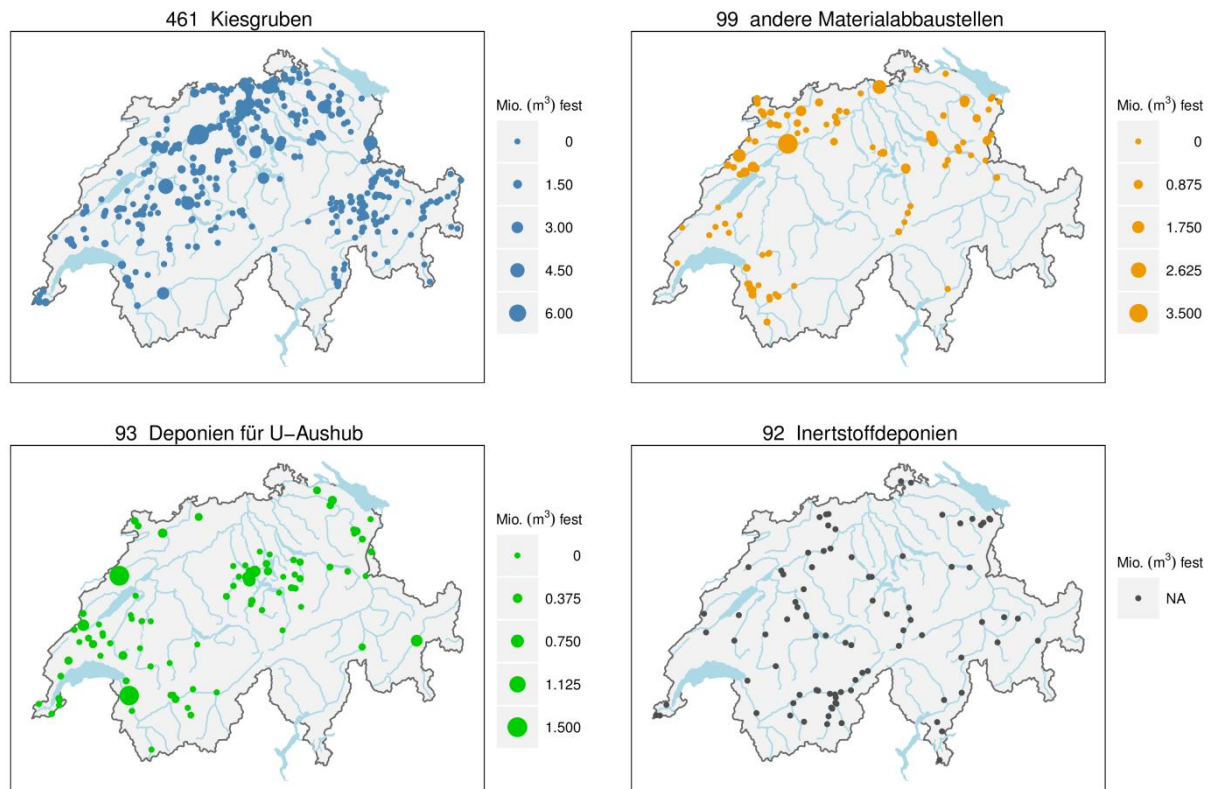 461 Kiesgruben
Mio. (m³) fest
0
1.50
3.00
4.50
6.00
99 andere Materialabbaustellen
Mio. (m³) fest
0
0.875
1.750
2.625
3.500
93 Deponien für U−Aushub
Mio. (m³) fest
0
0.375
0.750
1.125
1.500
92 Inertstoffdeponien
Mio. (m³) fest
NA